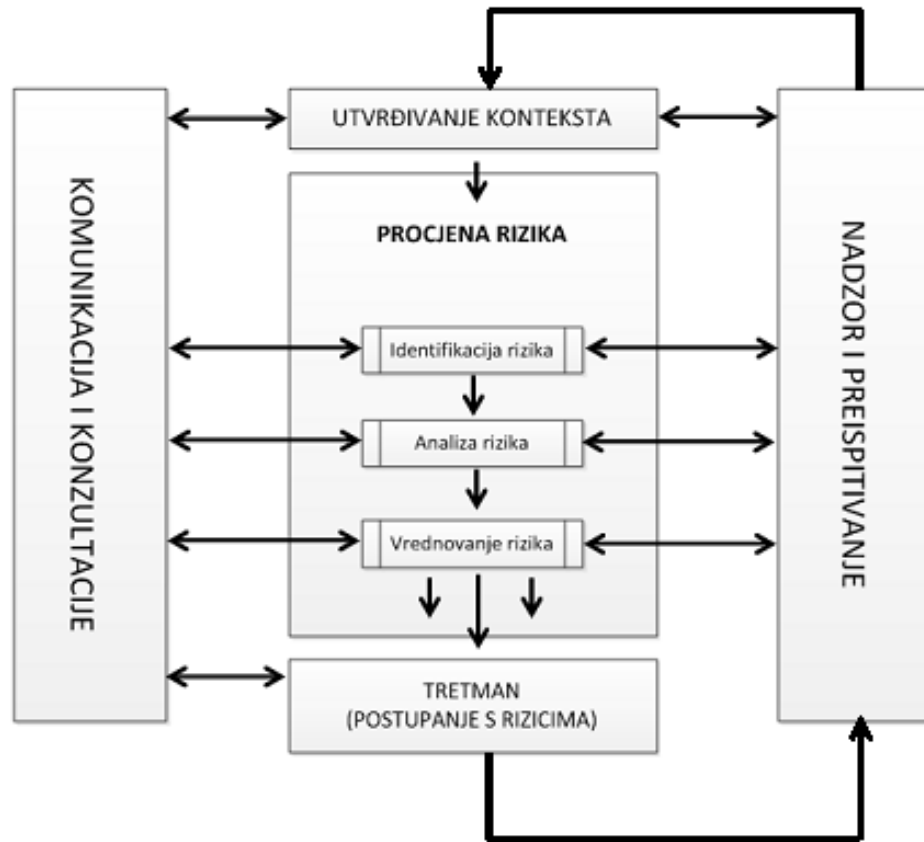 UTVRĐIVANJE KONTEKSTA
KOMUNIKACIJA I KONZULTACIJE
PROCJENA RIZIKA
Identifikacija rizika
Analiza rizika
Vrednovanje rizika
NADZOR I PREISPITIVANJE
TRETMAN
(POSTUPANJE S RIZICIMA)